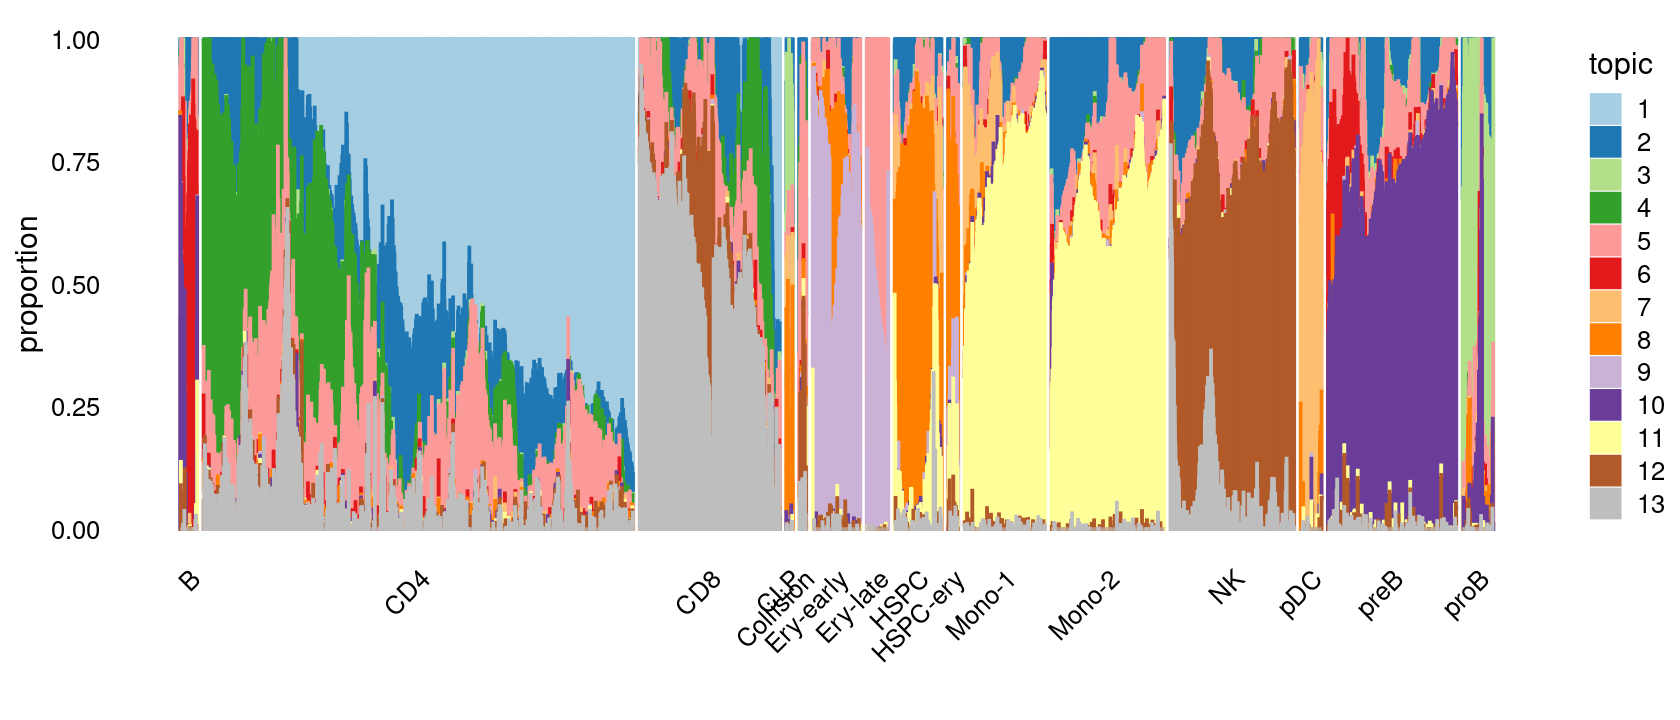 proportion
1.00
0.75
0.50
0.25
0.00
B
CD4
CD8
CLP
Collision
Ery-early
Ery-late
HSPC
HSPC-ery
Mono-1
Mono-2
NK
pDC
preB
proB
topic
1
2
3
4
5
6
7
8
9
10
11
12
13